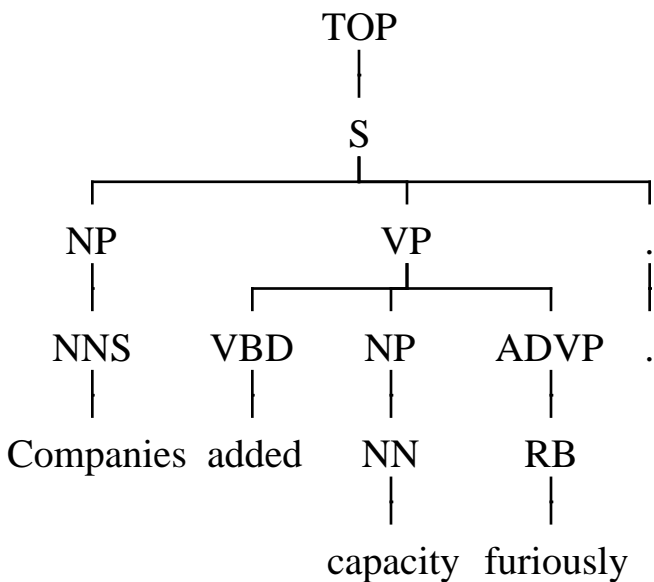 TOP
S
NP VP .
NNS VBD NP ADVP .
Companies added NN RB
capacity furiously